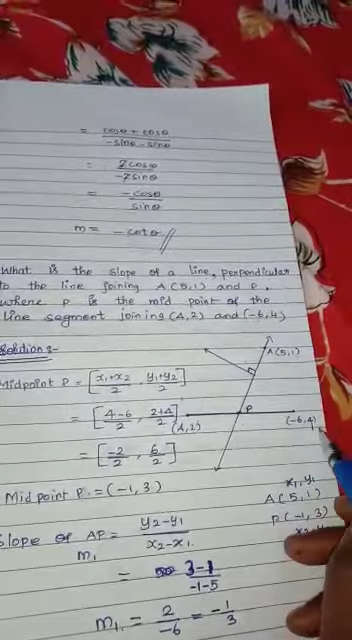 = cosθ + cosθ / -sinθ - sinθ
= 2cosθ / -2sinθ
= -cosθ / sinθ
m = -cotθ //
What is the slope of a line, perpendicular
to the line joining A(5,1) and P,
where P is the mid point of the
line segment joining (4,2) and (-6,4)
Solution :-
A(5,1)
Midpoint P = [x₁+x₂ / 2 , y₁+y₂ / 2]
= [4-6 / 2 , 2+4 / 2]
(4,2)
P
(-6,4)
= [-2 / 2 , 6 / 2]
Midpoint P. = (-1, 3)
x₁, y₁
A(5,1)
P(-1,3)
Slope of AP = y₂-y₁ / x₂-x₁
m₁
= 3-1 / -1-5
m₁ = 2 / -6 = -1 / 3